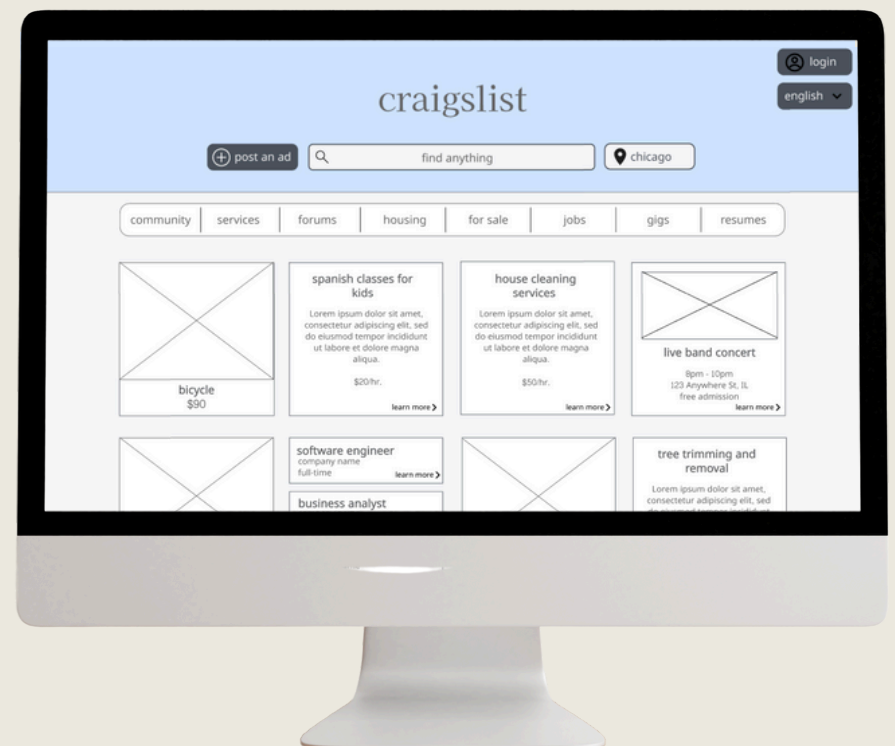 login
english
craigslist
post an ad
find anything
chicago
community
services
forums
housing
for sale
jobs
gigs
resumes
bicycle
$90
spanish classes for
kids
Lorem ipsum dolor sit amet,
consectetur adipiscing elit, sed
do eiusmod tempor incididunt
ut labore et dolore magna
aliqua.
$20/hr.
learn more
house cleaning
services
Lorem ipsum dolor sit amet,
consectetur adipiscing elit, sed
do eiusmod tempor incididunt
ut labore et dolore magna
aliqua.
$50/hr.
learn more
live band concert
8pm - 10pm
123 Anywhere St, IL
free admission
learn more
software engineer
company name
full-time
learn more
business analyst
tree trimming and
removal
Lorem ipsum dolor sit amet,
consectetur adipiscing elit, sed